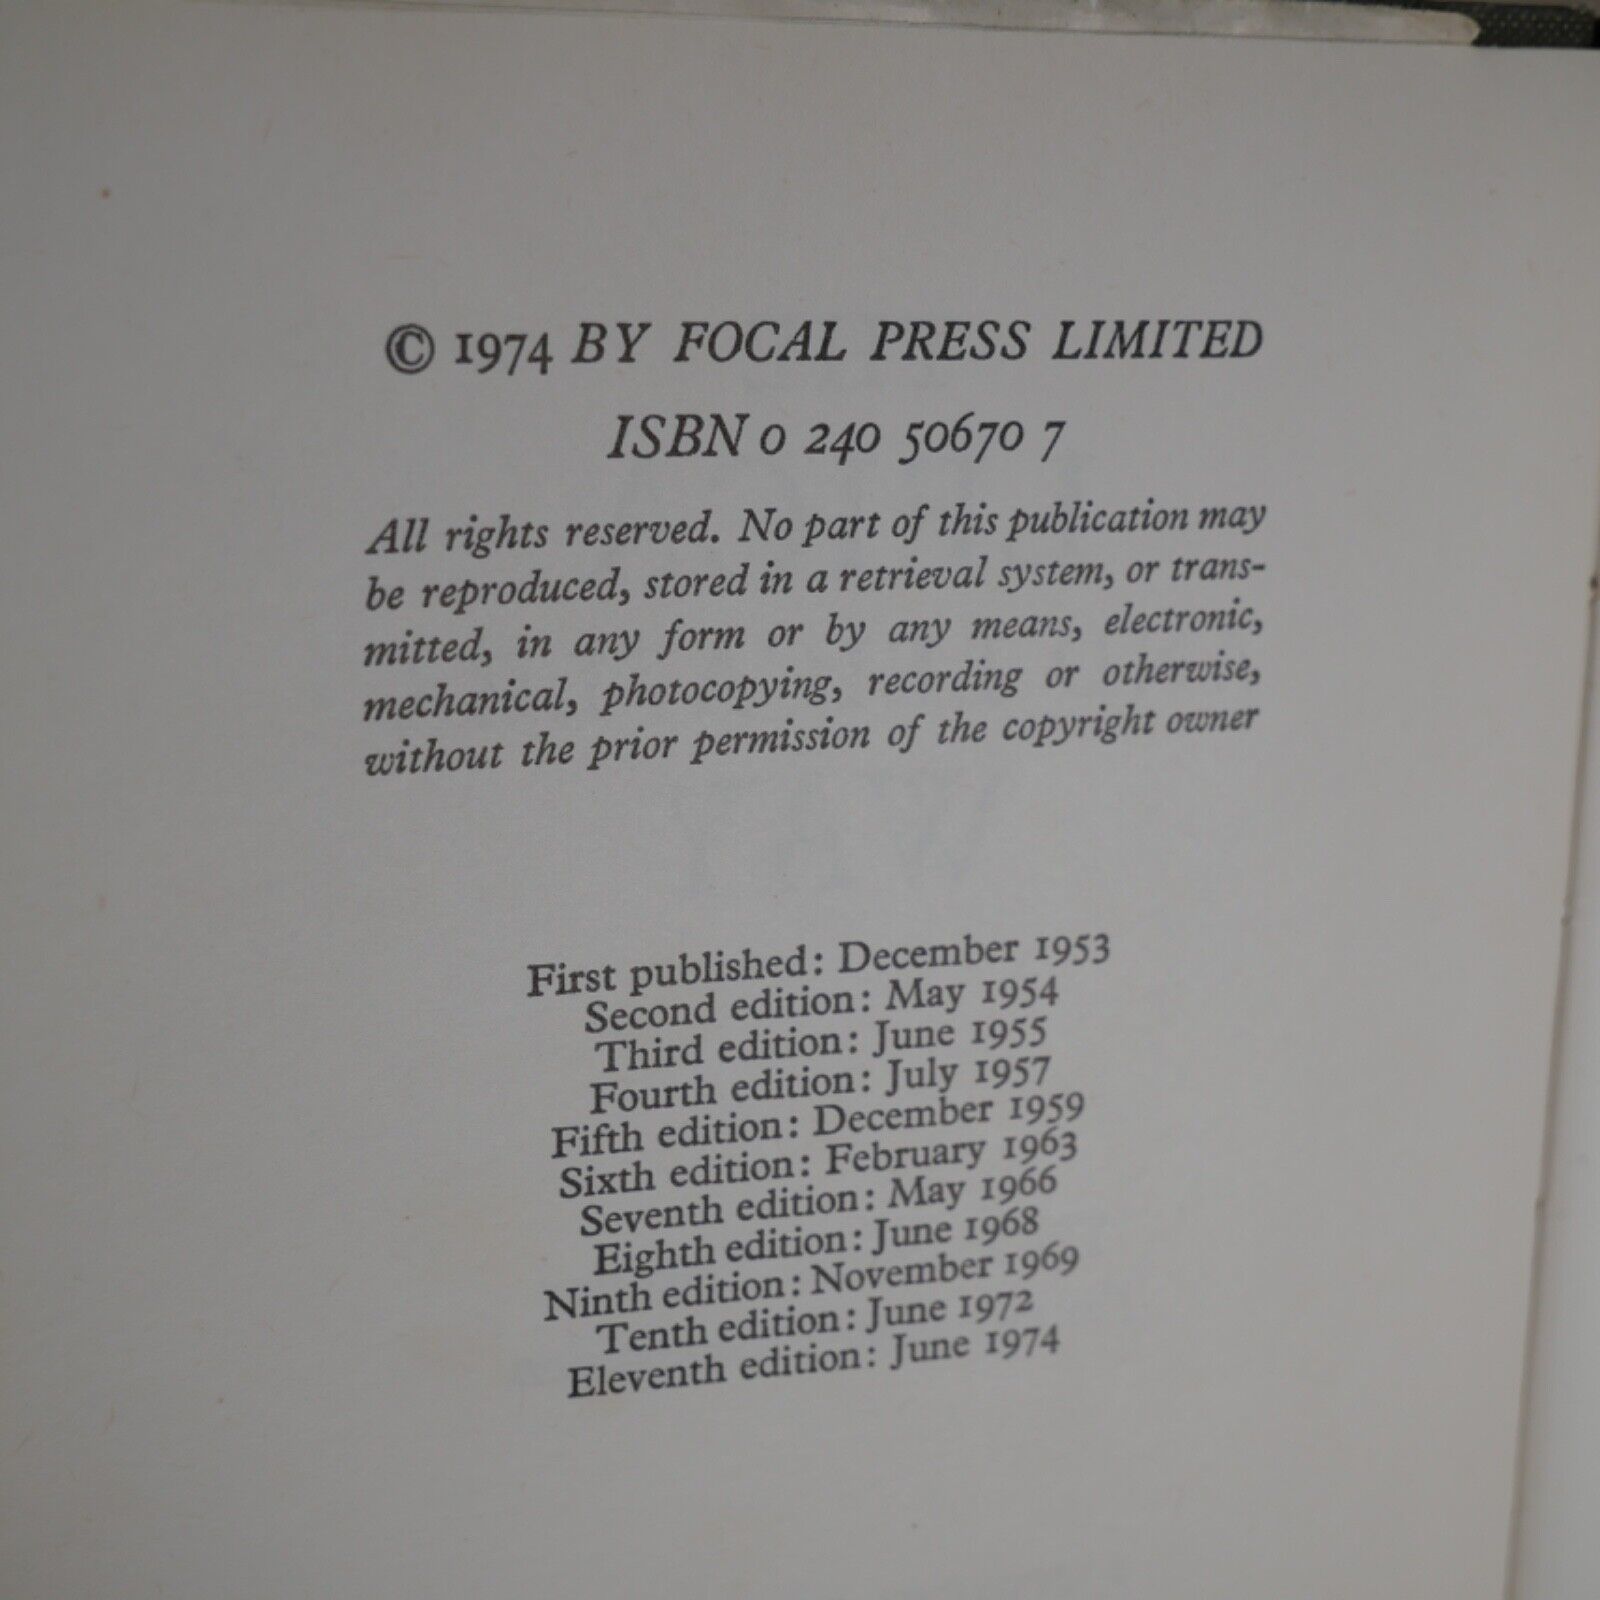 © 1974 BY FOCAL PRESS LIMITED
ISBN 0 240 50670 7
All rights reserved. No part of this publication may
be reproduced, stored in a retrieval system, or trans-
mitted, in any form or by any means, electronic,
mechanical, photocopying, recording or otherwise,
without the prior permission of the copyright owner
First published: December 1953
Second edition: May 1954
Third edition: June 1955
Fourth edition: July 1957
Fifth edition: December 1959
Sixth edition: February 1963
Seventh edition: May 1966
Eighth edition: June 1968
Ninth edition: November 1969
Tenth edition: June 1972
Eleventh edition: June 1974